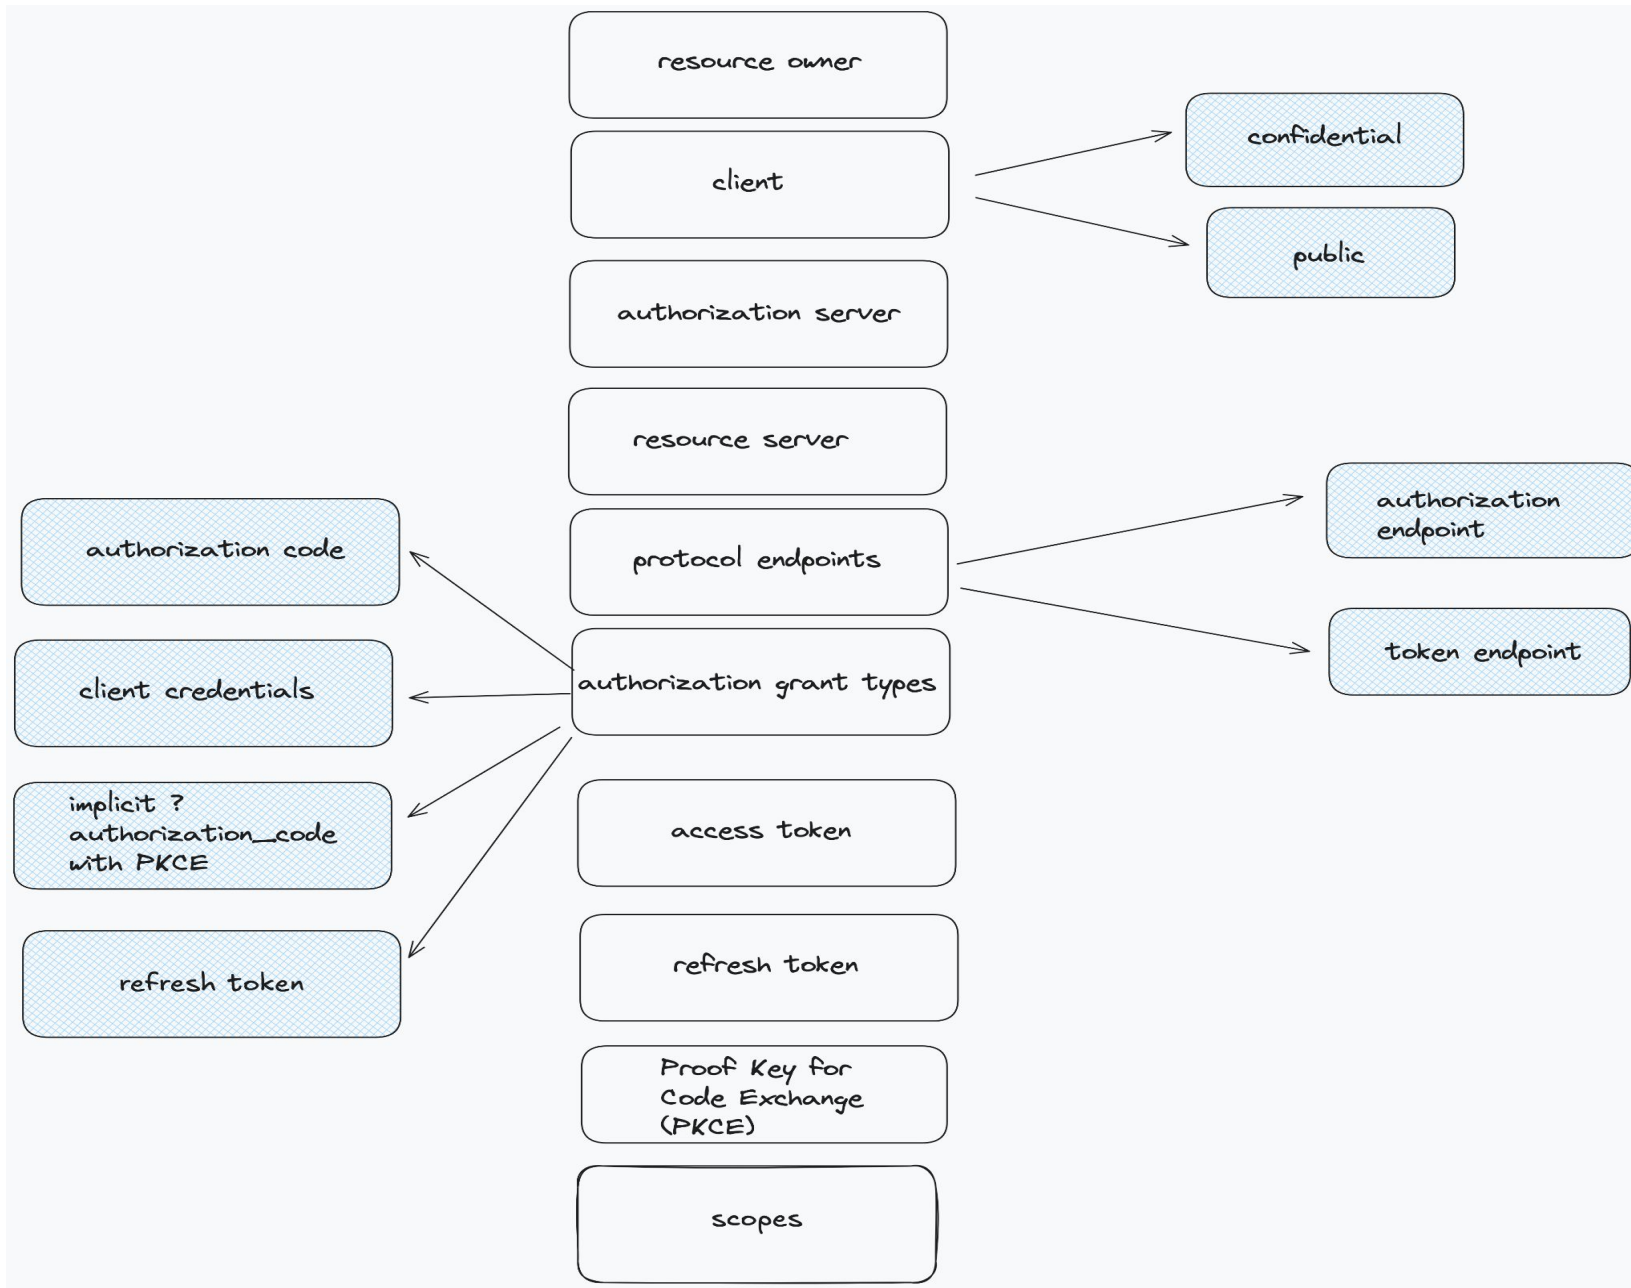 resource owner
client
confidential
public
authorization server
resource server
protocol endpoints
authorization
endpoint
token endpoint
authorization grant types
authorization code
client credentials
implicit ?
authorization_code
with PKCE
refresh token
access token
refresh token
Proof Key for
Code Exchange
(PKCE)
scopes